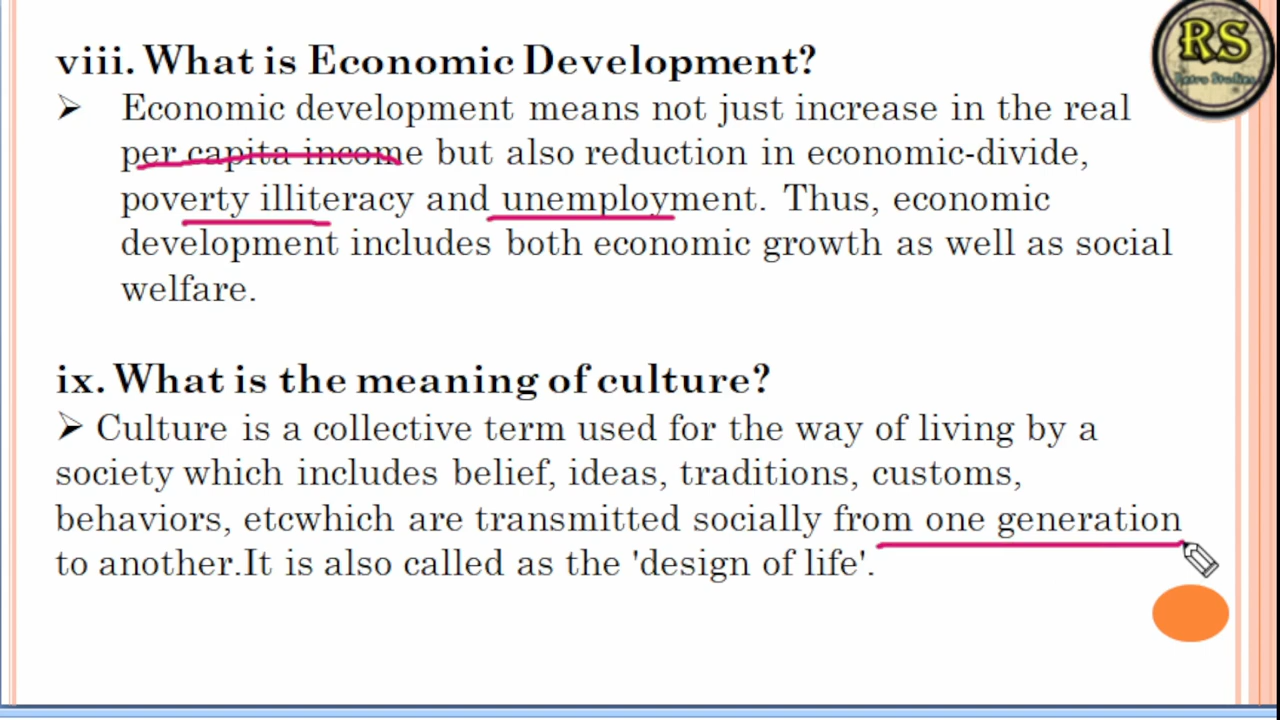 RS
Retro Studies
viii. What is Economic Development?
➢ Economic development means not just increase in the real
per capita income but also reduction in economic-divide,
poverty illiteracy and unemployment. Thus, economic
development includes both economic growth as well as social
welfare.
ix. What is the meaning of culture?
➢ Culture is a collective term used for the way of living by a
society which includes belief, ideas, traditions, customs,
behaviors, etcwhich are transmitted socially from one generation
to another.It is also called as the 'design of life'.